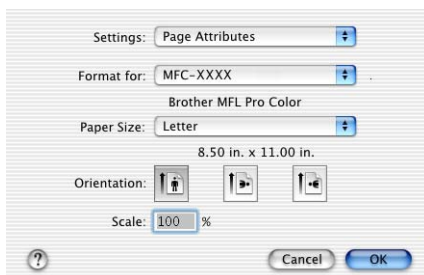 Settings: Page Attributes
Format for: MFC-XXXX
Brother MFL Pro Color
Paper Size: Letter
8.50 in. x 11.00 in.
Orientation:
Scale: 100 %
? Cancel OK